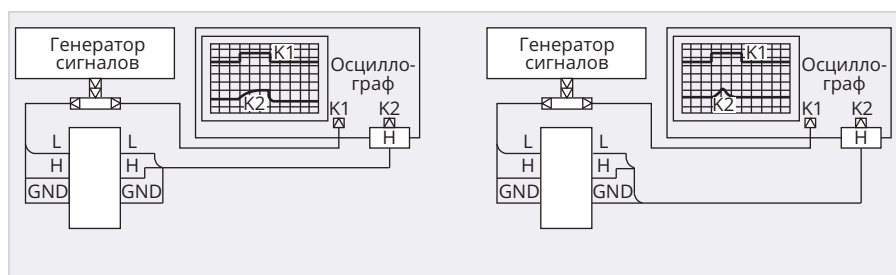 Генератор
сигналов
K1
K2
Осцилло-
граф
K1 K2
H
L L
H H
GND GND
Генератор
сигналов
K1
K2
Осцилло-
граф
K1 K2
H
L L
H H
GND GND